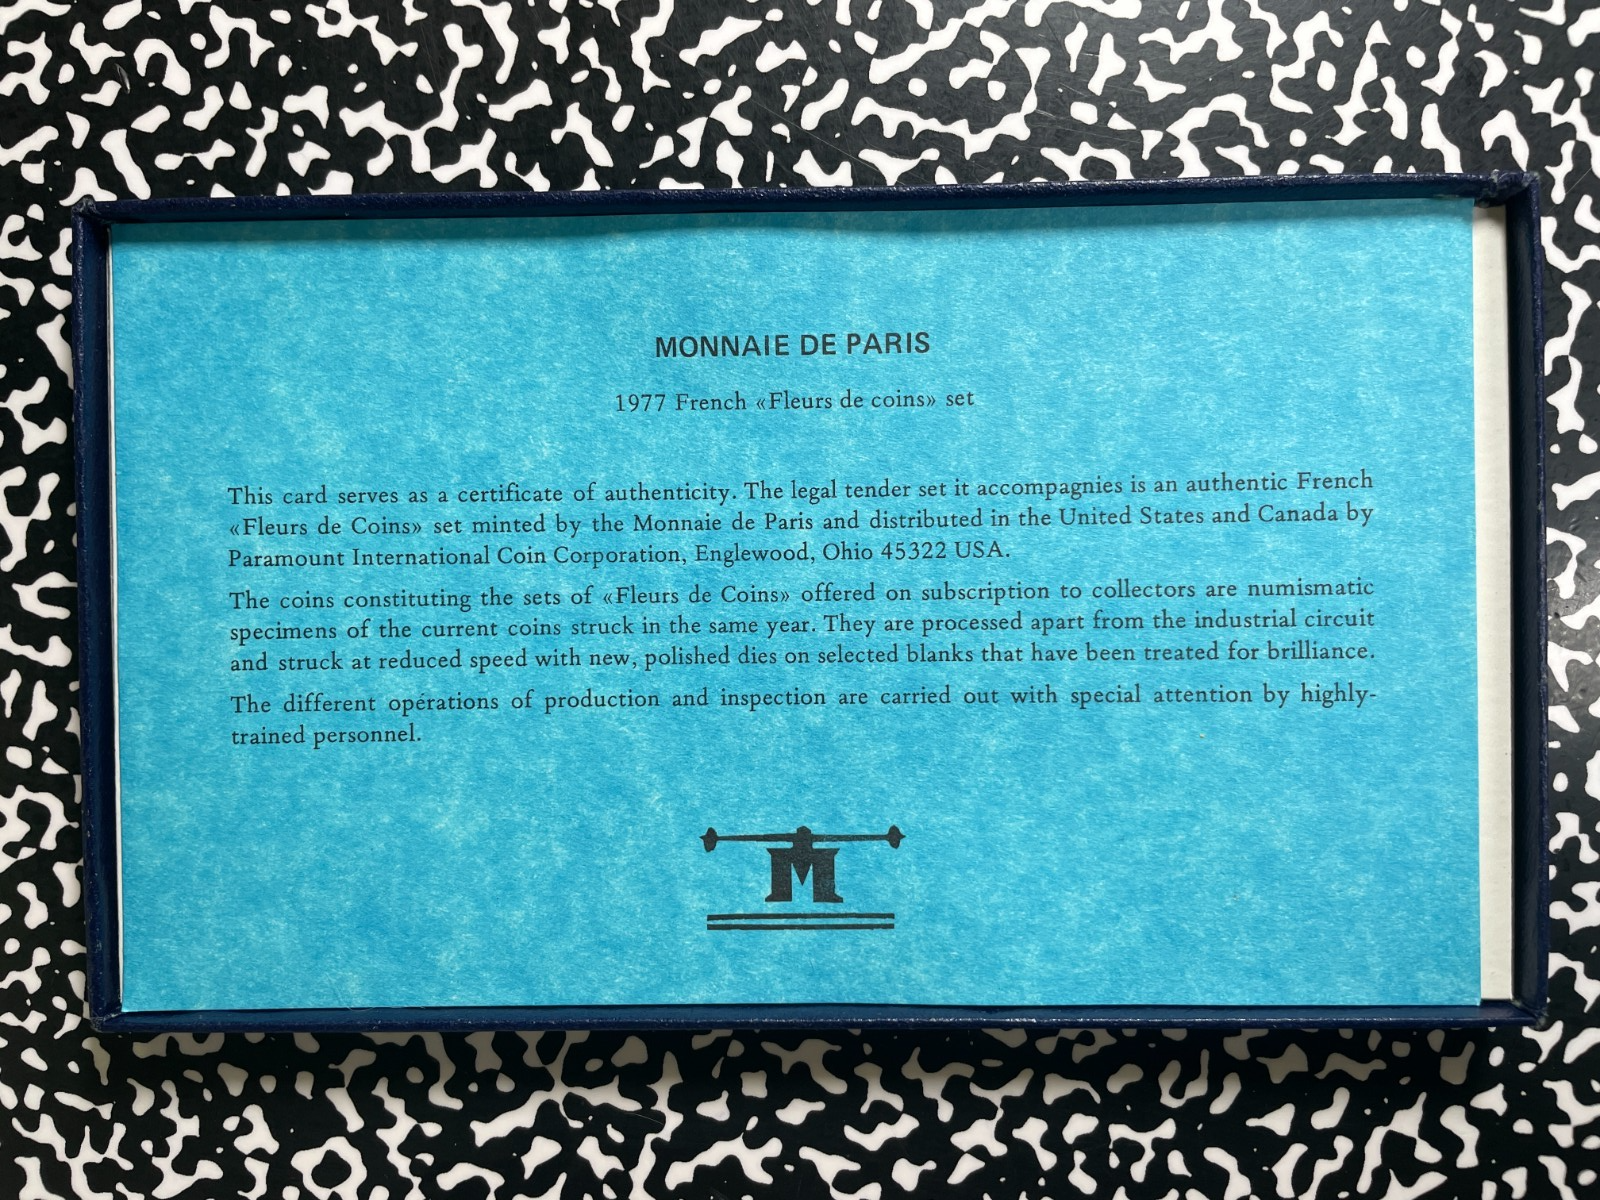 MONNAIE DE PARIS
1977 French «Fleurs de coins» set
This card serves as a certificate of authenticity. The legal tender set it accompagnies is an authentic French
«Fleurs de Coins» set minted by the Monnaie de Paris and distributed in the United States and Canada by
Paramount International Coin Corporation, Englewood, Ohio 45322 USA.
The coins constituting the sets of «Fleurs de Coins» offered on subscription to collectors are numismatic
specimens of the current coins struck in the same year. They are processed apart from the industrial circuit
and struck at reduced speed with new, polished dies on selected blanks that have been treated for brilliance.
The different opérations of production and inspection are carried out with special attention by highly-
trained personnel.
M